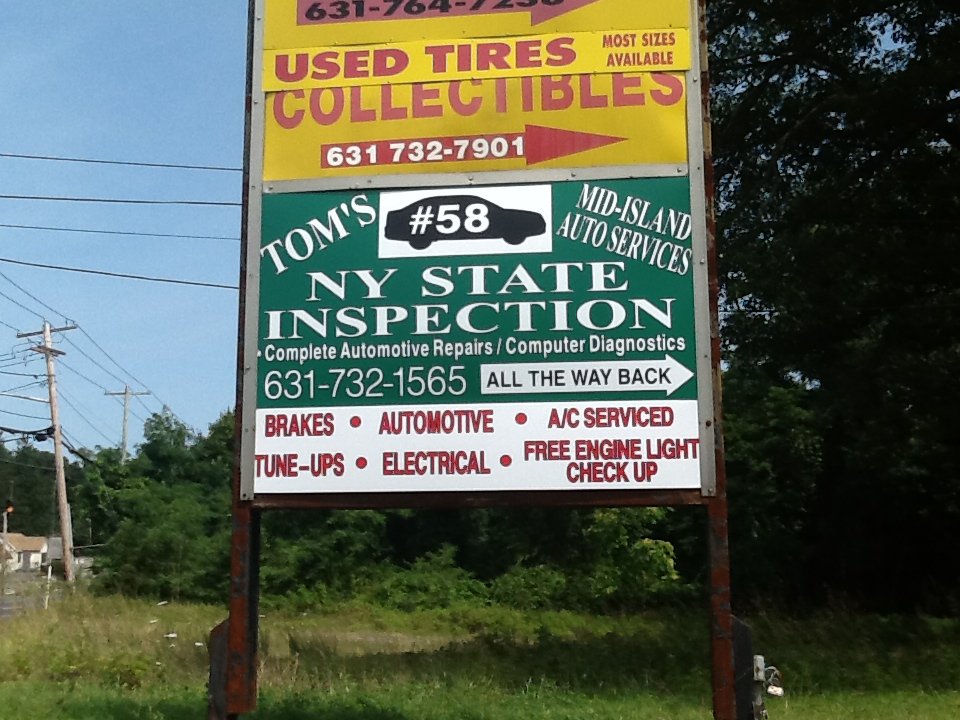 USED TIRES MOST SIZES
AVAILABLE
COLLECTIBLES
631 732-7901
TOM'S #58 MID-ISLAND
AUTO SERVICES
NY STATE
INSPECTION
• Complete Automotive Repairs / Computer Diagnostics
631-732-1565 ALL THE WAY BACK
BRAKES • AUTOMOTIVE • A/C SERVICED
TUNE-UPS • ELECTRICAL • FREE ENGINE LIGHT
CHECK UP